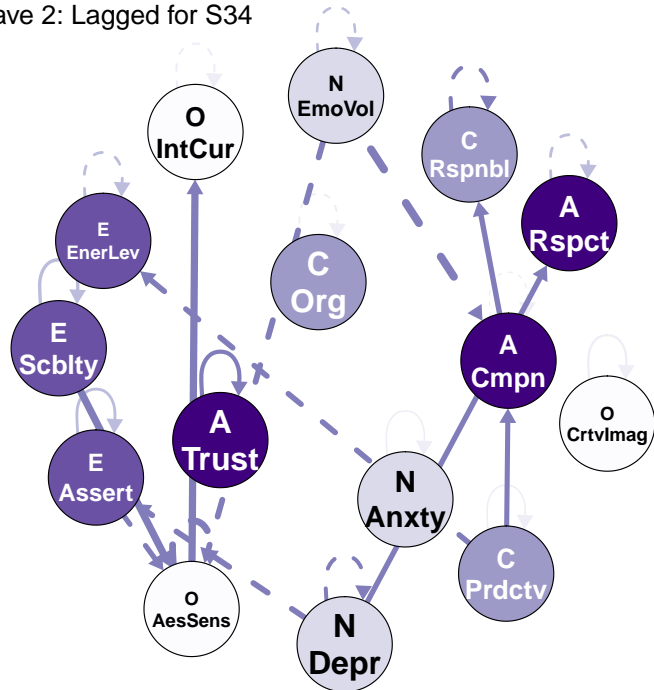 ave 2: Lagged for S34
N
EmoVol
O
IntCur
C
Rspnbl
A
Rspct
E
EnerLev
C
Org
E
Scblty
A
Cmpn
O
CrtvImag
A
Trust
E
Assert
N
Anxty
C
Prdctv
O
AesSens
N
Depr